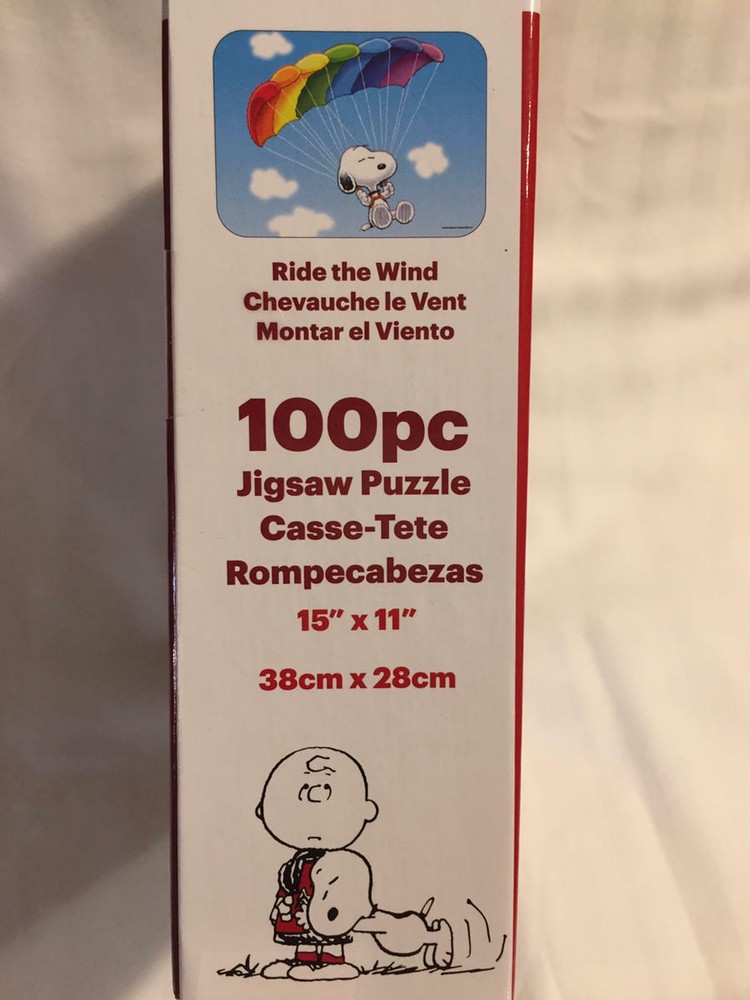 Ride the Wind
Chevauche le Vent
Montar el Viento
100pc
Jigsaw Puzzle
Casse-Tete
Rompecabezas
15” x 11”
38cm x 28cm